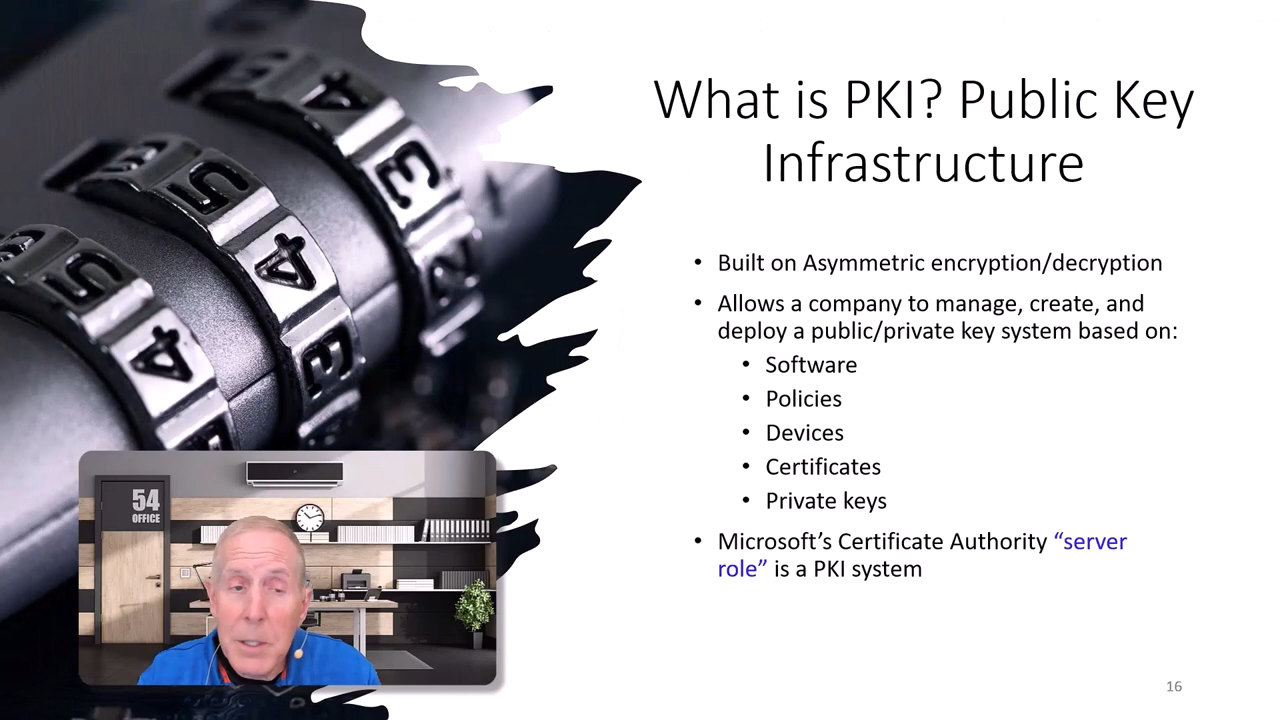 What is PKI? Public Key
Infrastructure
• Built on Asymmetric encryption/decryption
• Allows a company to manage, create, and
deploy a public/private key system based on:
• Software
• Policies
• Devices
• Certificates
• Private keys
• Microsoft’s Certificate Authority “server
role” is a PKI system
54
OFFICE
16